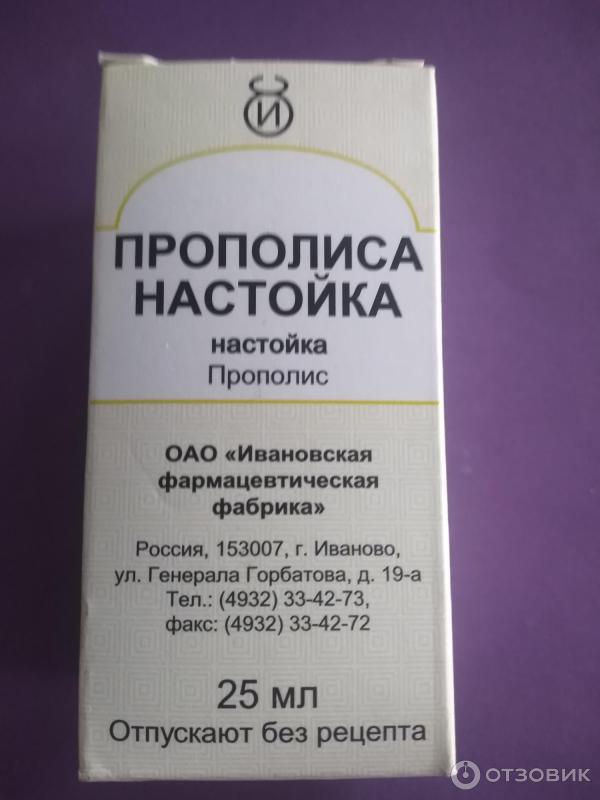 И
ПРОПОЛИСА
НАСТОЙКА
настойка
Прополис
ОАО «Ивановская
фармацевтическая
фабрика»
Россия, 153007, г. Иваново,
ул. Генерала Горбатова, д. 19-а
Тел.: (4932) 33-42-73,
факс: (4932) 33-42-72
25 мл
Отпускают без рецепта
ОТЗОВИК